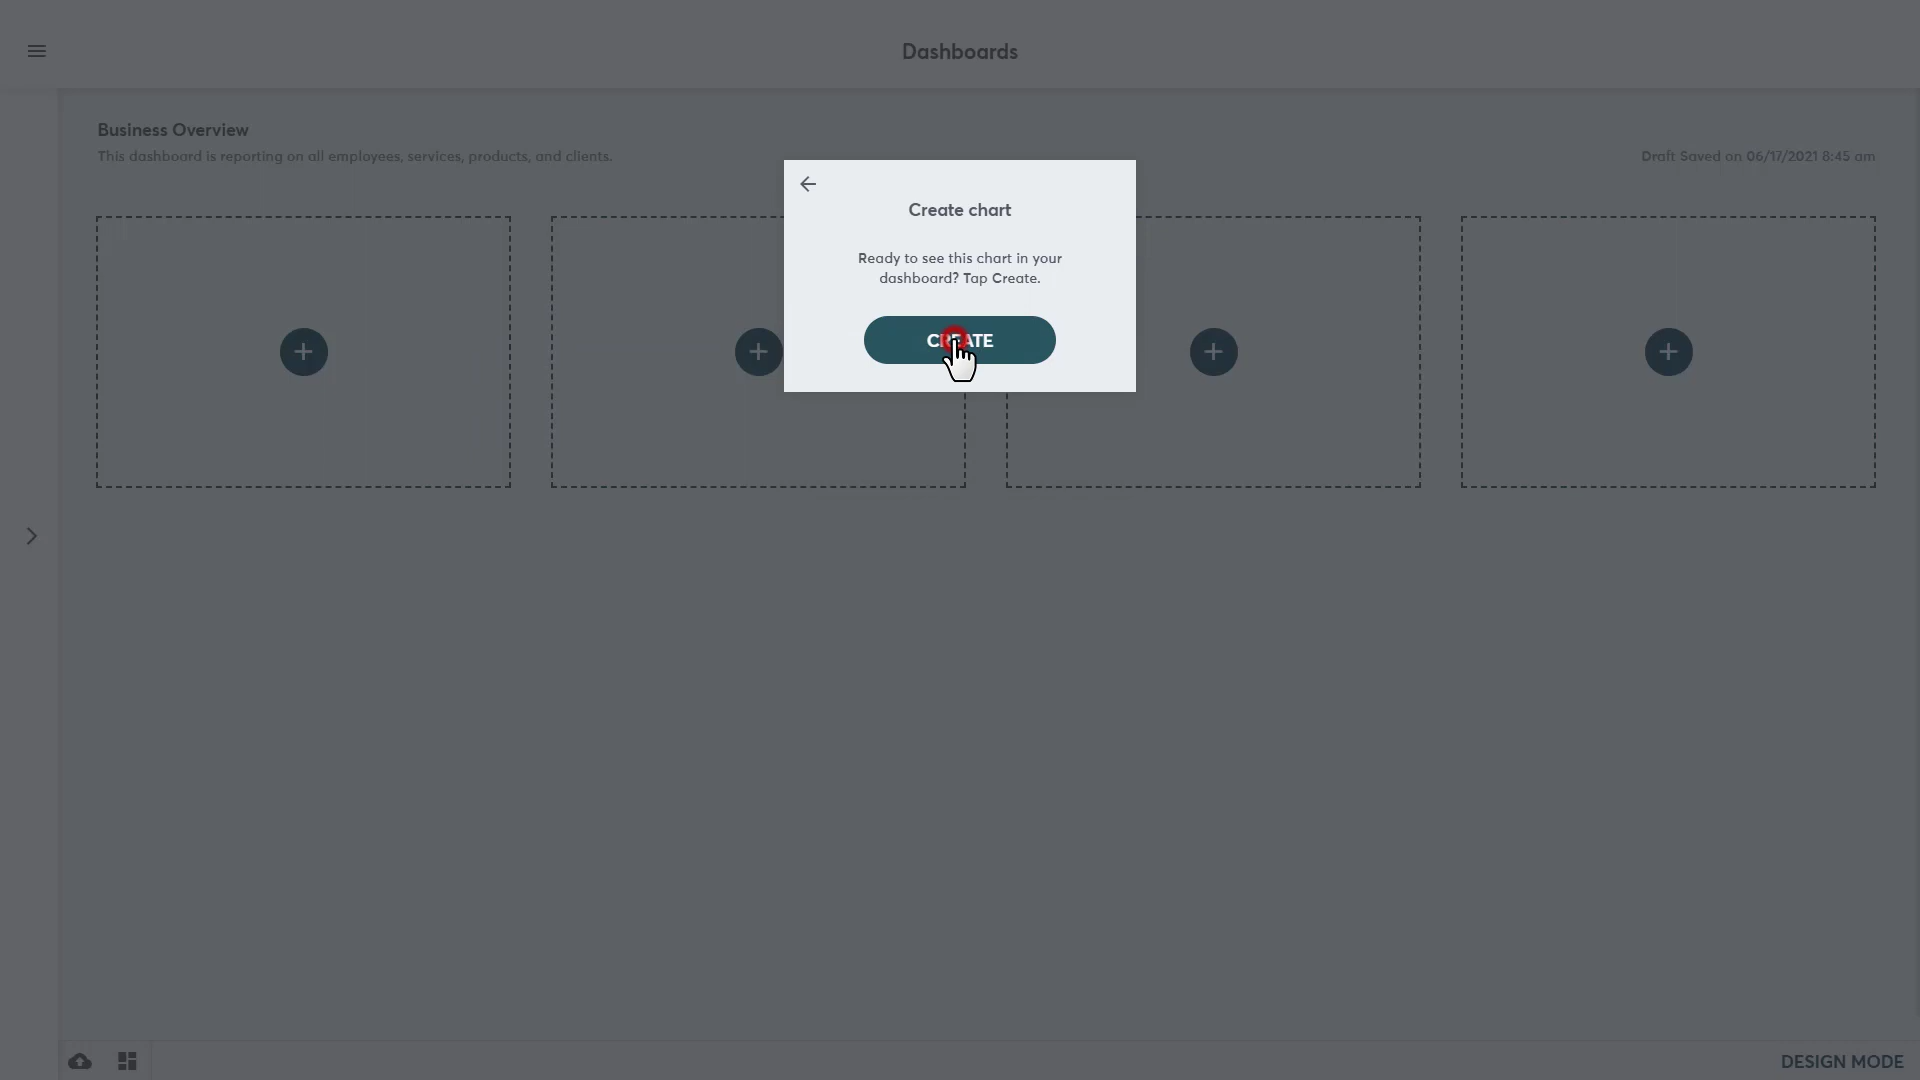 Dashboards
Business Overview
This dashboard is reporting on all employees, services, products, and clients.
Draft Saved on 06/17/2021 8:45 am
Create chart
Ready to see this chart in your
dashboard? Tap Create.
CREATE
DESIGN MODE